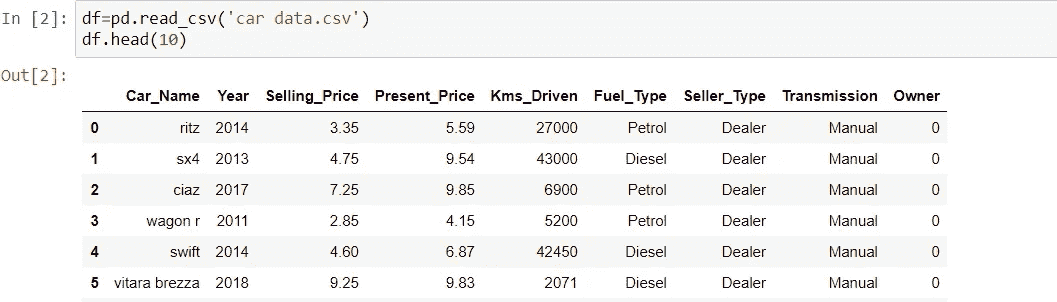 In [2]: df=pd.read_csv('car data.csv')
df.head(10)
Out[2]:
Car_Name Year Selling_Price Present_Price Kms_Driven Fuel_Type Seller_Type Transmission Owner
0 ritz 2014 3.35 5.59 27000 Petrol Dealer Manual 0
1 sx4 2013 4.75 9.54 43000 Diesel Dealer Manual 0
2 ciaz 2017 7.25 9.85 6900 Petrol Dealer Manual 0
3 wagon r 2011 2.85 4.15 5200 Petrol Dealer Manual 0
4 swift 2014 4.60 6.87 42450 Diesel Dealer Manual 0
5 vitara brezza 2018 9.25 9.83 2071 Diesel Dealer Manual 0